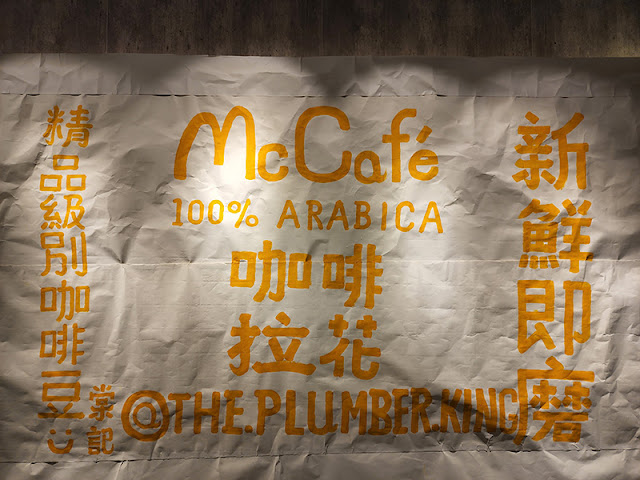 精品級別咖啡豆
棠記
McCafé
100% ARABICA
咖啡
拉花
@THE.PLUMBER.KING
新鮮即磨